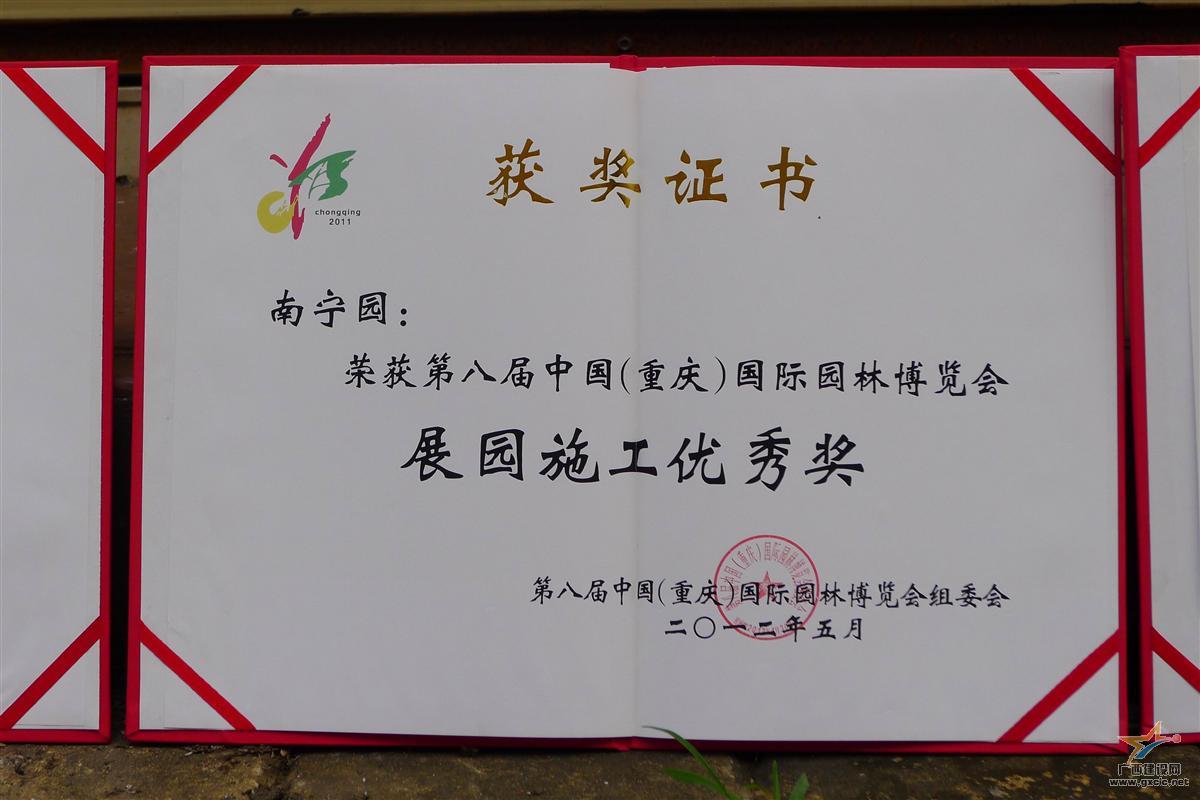 获奖证书
chongqing
2011
南宁园：
荣获第八届中国(重庆)国际园林博览会
展园施工优秀奖
第八届中国(重庆)国际园林博览会组委会
二〇一二年五月
广西建设网
www.gxcic.net